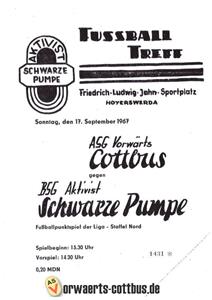 AKTIVIST
SCHWARZE
PUMPE
FUSSBALL
TREFF
Friedrich-Ludwig-Jahn-Sportplatz
HOYERSWERDA
Sonntag, den 17. September 1967
ASG Vorwärts
Cottbus
gegen
BSG Aktivist
Schwarze Pumpe
Fußballpunktspiel der Liga - Staffel Nord
Spielbeginn: 15.30 Uhr
Vorspiel: 14.30 Uhr
0,20 MDN
1431
AS
vorwaerts-cottbus.de